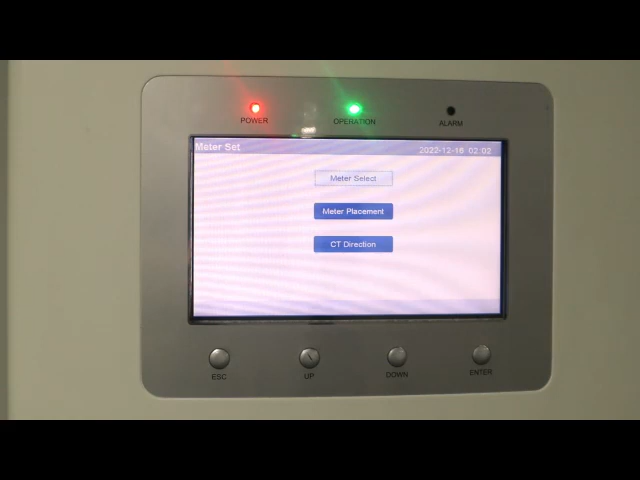 POWER OPERATION ALARM
Meter Set 2022-12-16 02:02
Meter Select
Meter Placement
CT Direction
ESC UP DOWN ENTER